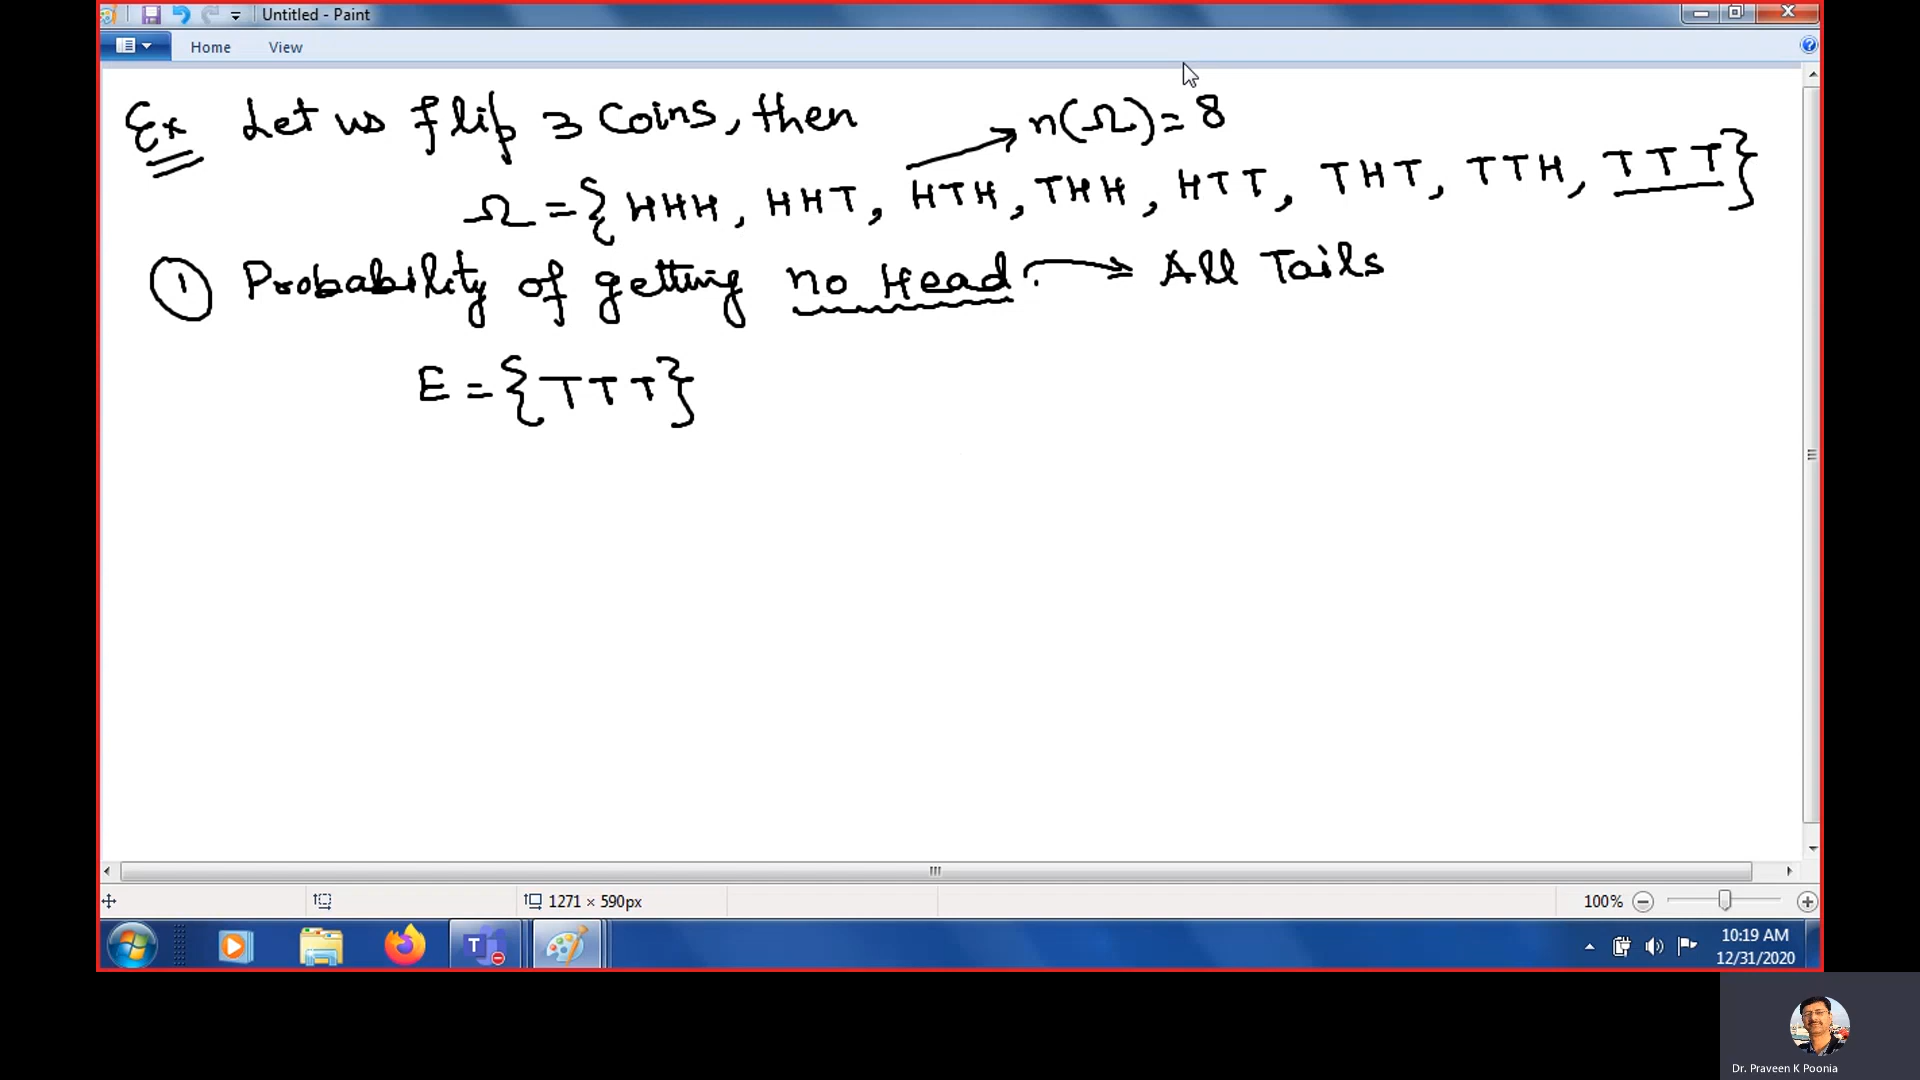 Untitled - Paint
Home View
Ex Let us flip 3 Coins, then → n(Ω) = 8
Ω = { HHH, HHT, HTH, THH, HTT, THT, TTH, TTT }
① Probability of getting no Head. → All Tails
E = { TTT }
1271 × 590px 100%
10:19 AM
12/31/2020
Dr. Praveen K Poonia